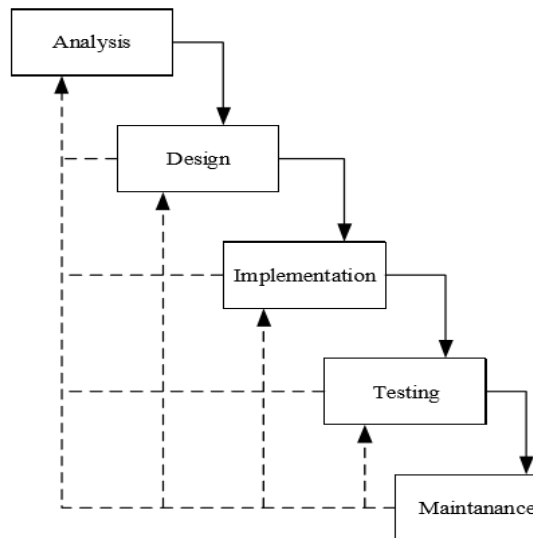 Analysis
Design
Implementation
Testing
Maintanance